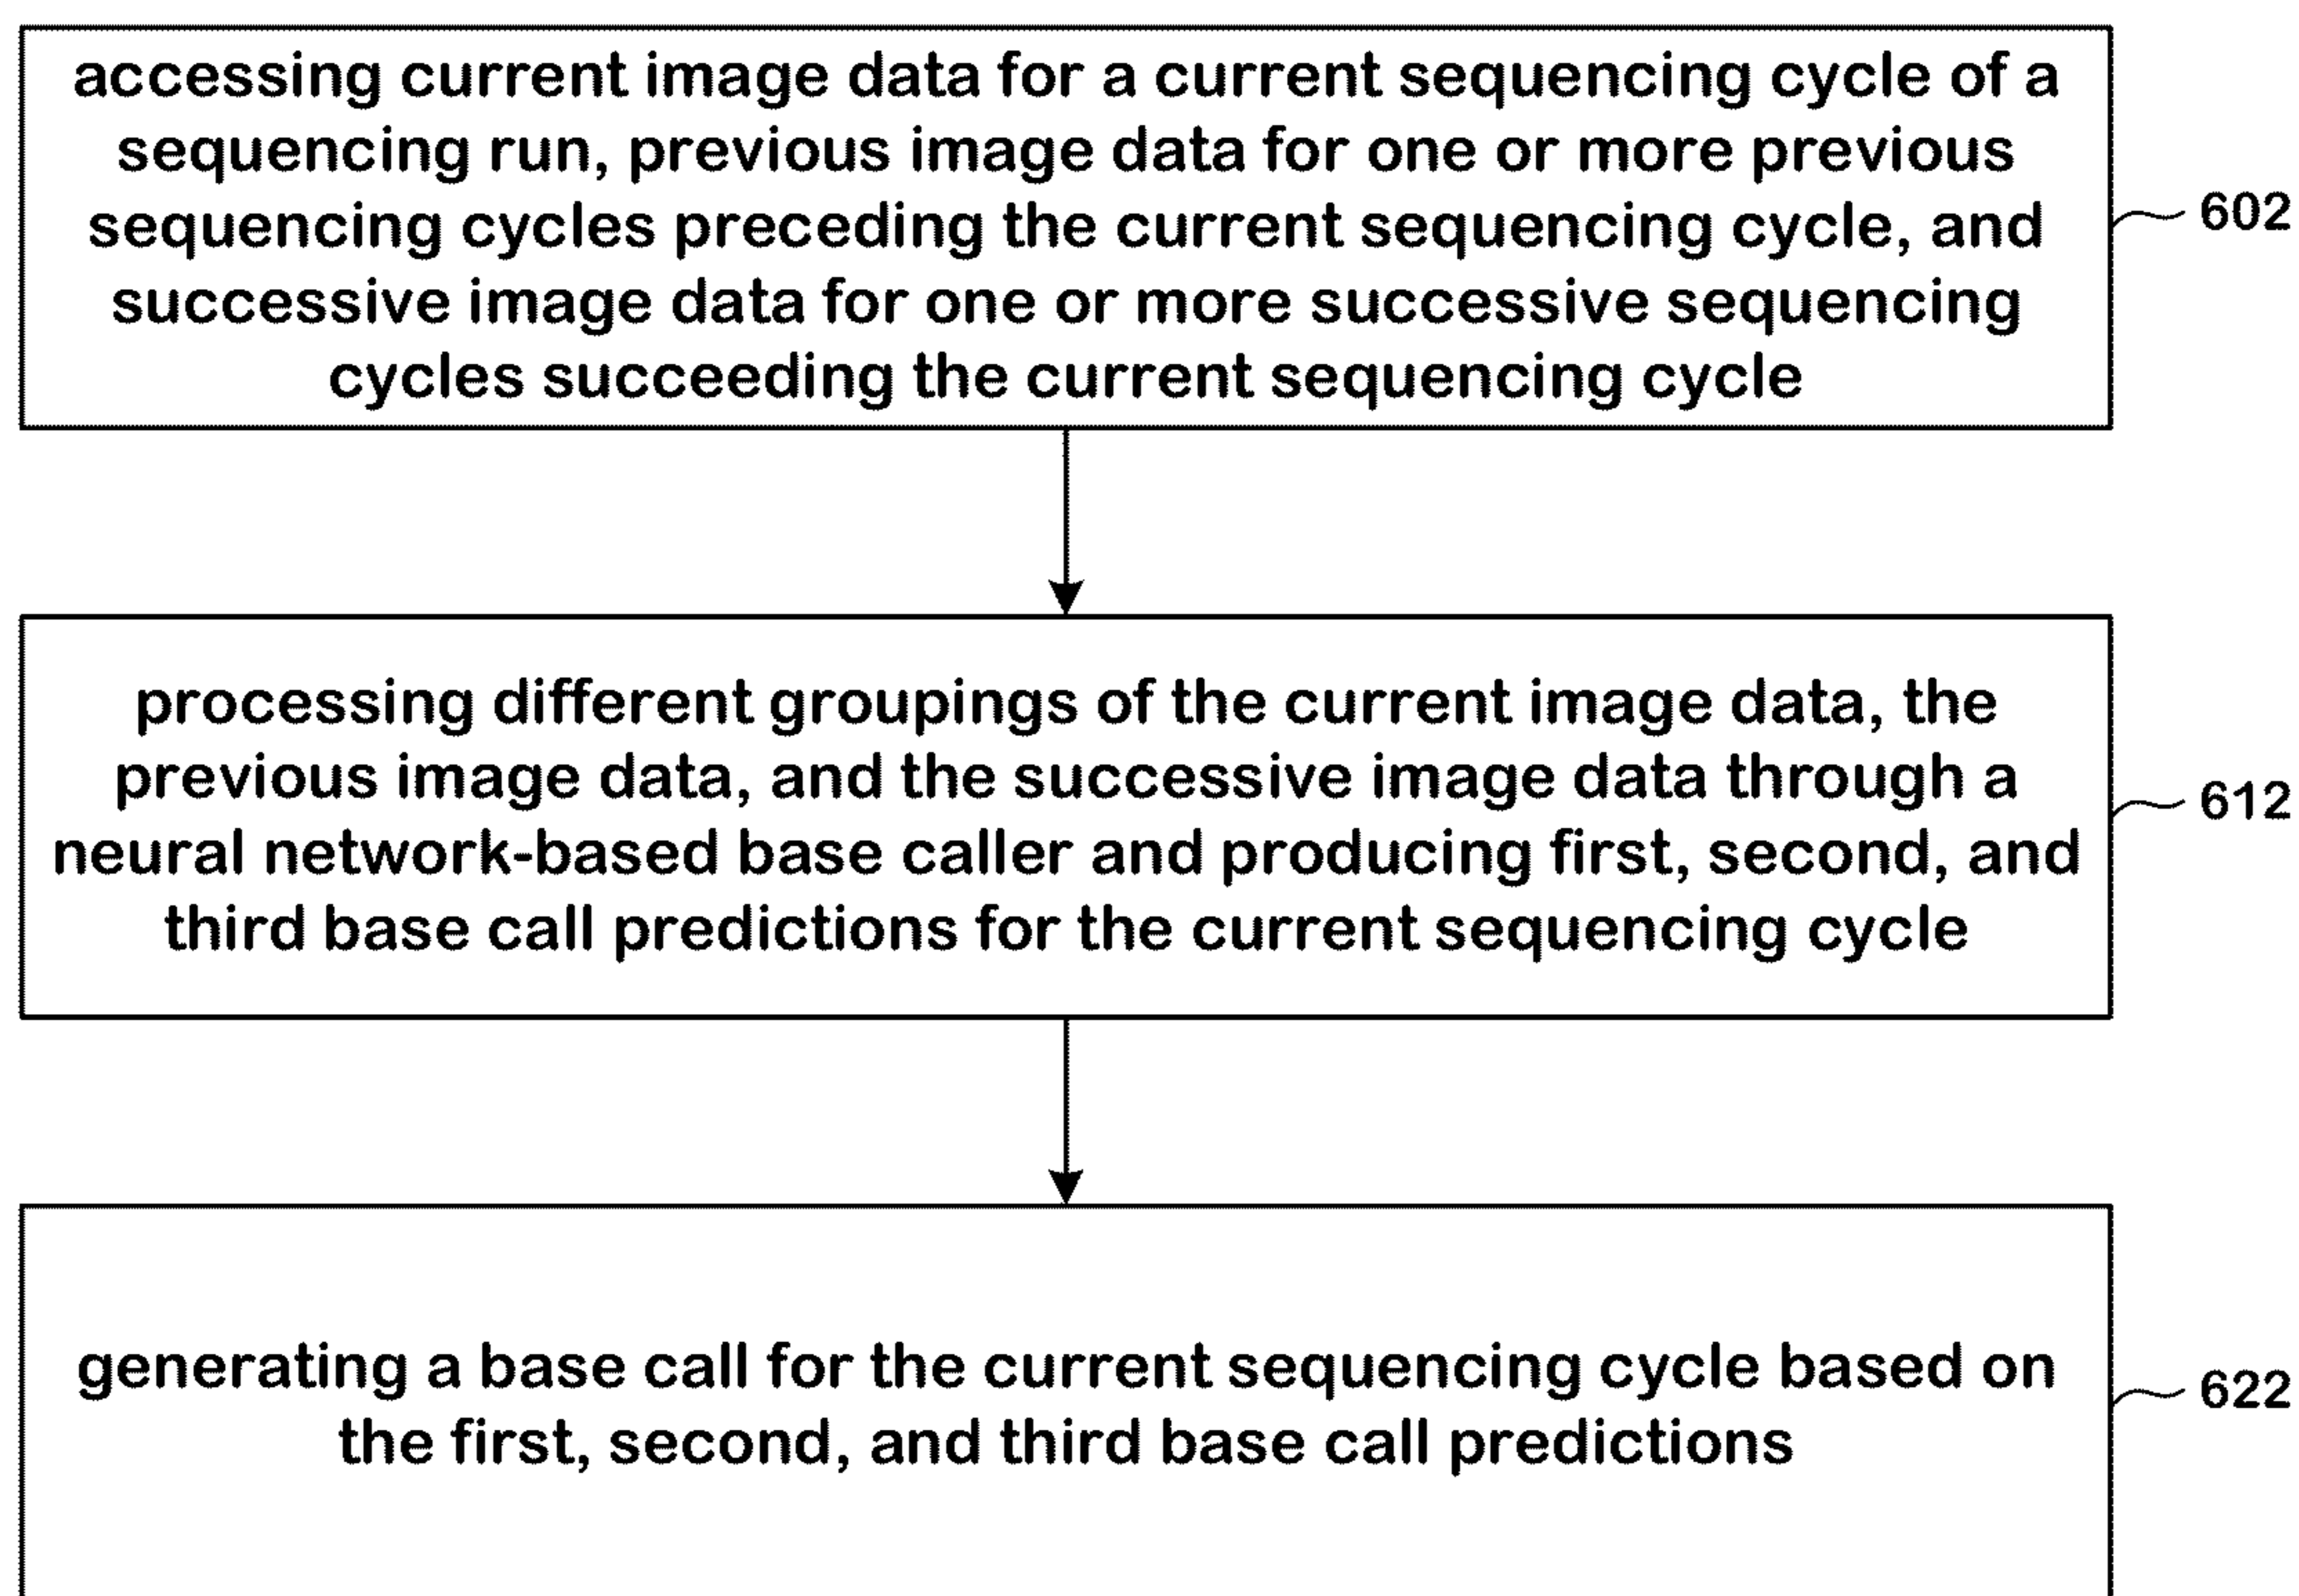 accessing current image data for a current sequencing cycle of a
sequencing run, previous image data for one or more previous
sequencing cycles preceding the current sequencing cycle, and
successive image data for one or more successive sequencing
cycles succeeding the current sequencing cycle
602
processing different groupings of the current image data, the
previous image data, and the successive image data through a
neural network-based base caller and producing first, second, and
third base call predictions for the current sequencing cycle
612
generating a base call for the current sequencing cycle based on
the first, second, and third base call predictions
622